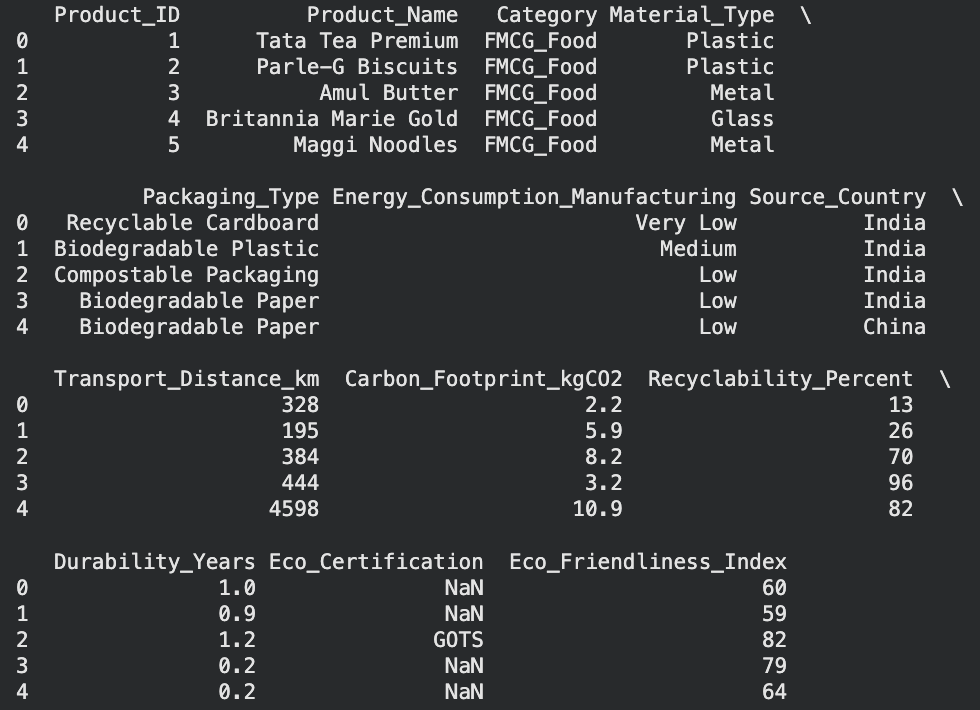 Product_ID Product_Name Category Material_Type \
0 1 Tata Tea Premium FMCG_Food Plastic
1 2 Parle-G Biscuits FMCG_Food Plastic
2 3 Amul Butter FMCG_Food Metal
3 4 Britannia Marie Gold FMCG_Food Glass
4 5 Maggi Noodles FMCG_Food Metal
Packaging_Type Energy_Consumption_Manufacturing Source_Country \
0 Recyclable Cardboard Very Low India
1 Biodegradable Plastic Medium India
2 Compostable Packaging Low India
3 Biodegradable Paper Low India
4 Biodegradable Paper Low China
Transport_Distance_km Carbon_Footprint_kgCO2 Recyclability_Percent \
0 328 2.2 13
1 195 5.9 26
2 384 8.2 70
3 444 3.2 96
4 4598 10.9 82
Durability_Years Eco_Certification Eco_Friendliness_Index
0 1.0 NaN 60
1 0.9 NaN 59
2 1.2 GOTS 82
3 0.2 NaN 79
4 0.2 NaN 64